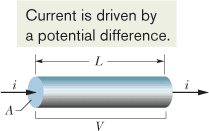 Current is driven by
a potential difference.
L
i
i
A
V